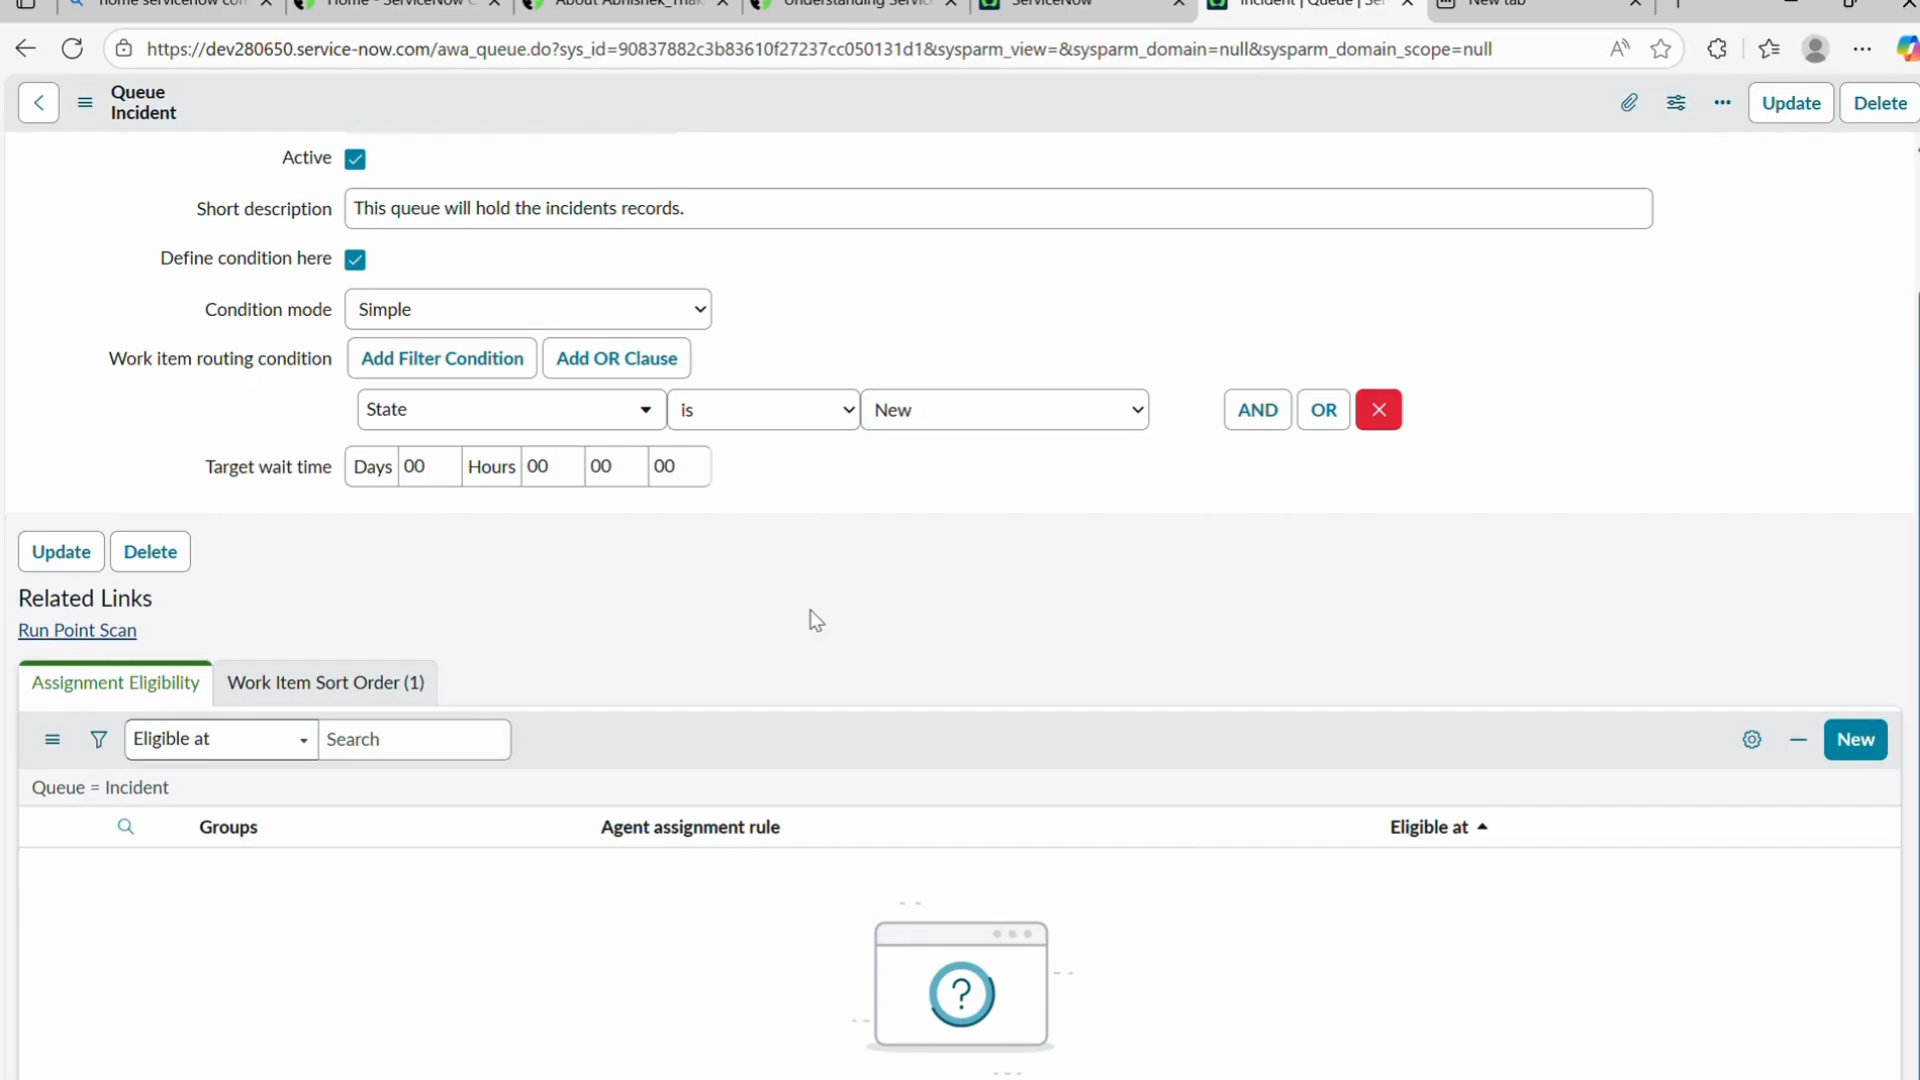 https://dev280650.service-now.com/awa_queue.do?sys_id=90837882c3b83610f27237cc050131d1&sysparm_view=&sysparm_domain=null&sysparm_domain_scope=null
Queue
Incident
Update
Delete
Active
Short description
This queue will hold the incidents records.
Define condition here
Condition mode
Simple
Work item routing condition
Add Filter Condition
Add OR Clause
State
is
New
AND
OR
Target wait time
Days 00 Hours 00 00 00
Update
Delete
Related Links
Run Point Scan
Assignment Eligibility
Work Item Sort Order (1)
Eligible at
Search
New
Queue = Incident
Groups
Agent assignment rule
Eligible at
?